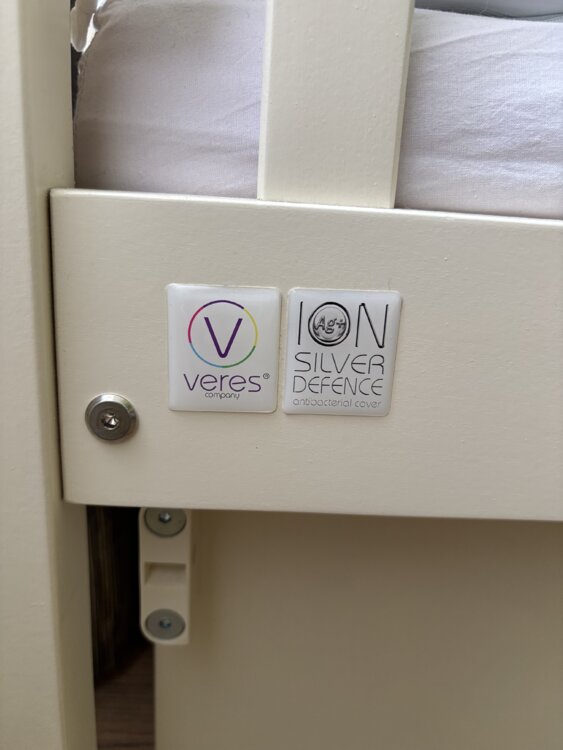 V
veres®
company
ION
Ag+
SILVER
DEFENCE
antibacterial cover